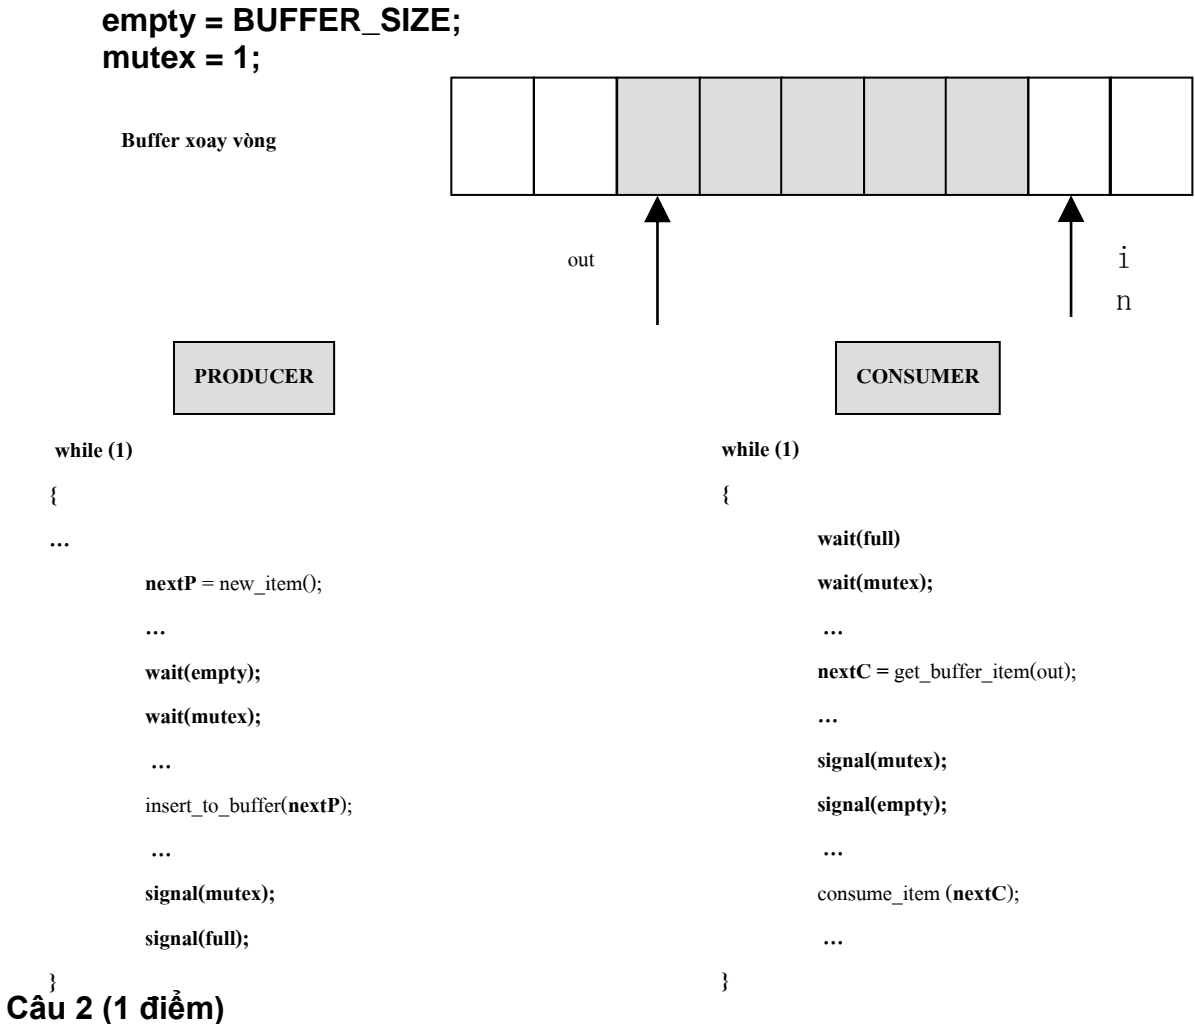 empty = BUFFER_SIZE;
mutex = 1;
Buffer xoay vòng
out
i
n
PRODUCER
while (1)
{
…
nextP = new_item();
…
wait(empty);
wait(mutex);
…
insert_to_buffer(nextP);
…
signal(mutex);
signal(full);
}
CONSUMER
while (1)
{
wait(full)
wait(mutex);
…
nextC = get_buffer_item(out);
…
signal(mutex);
signal(empty);
…
consume_item (nextC);
…
}
Câu 2 (1 điểm)